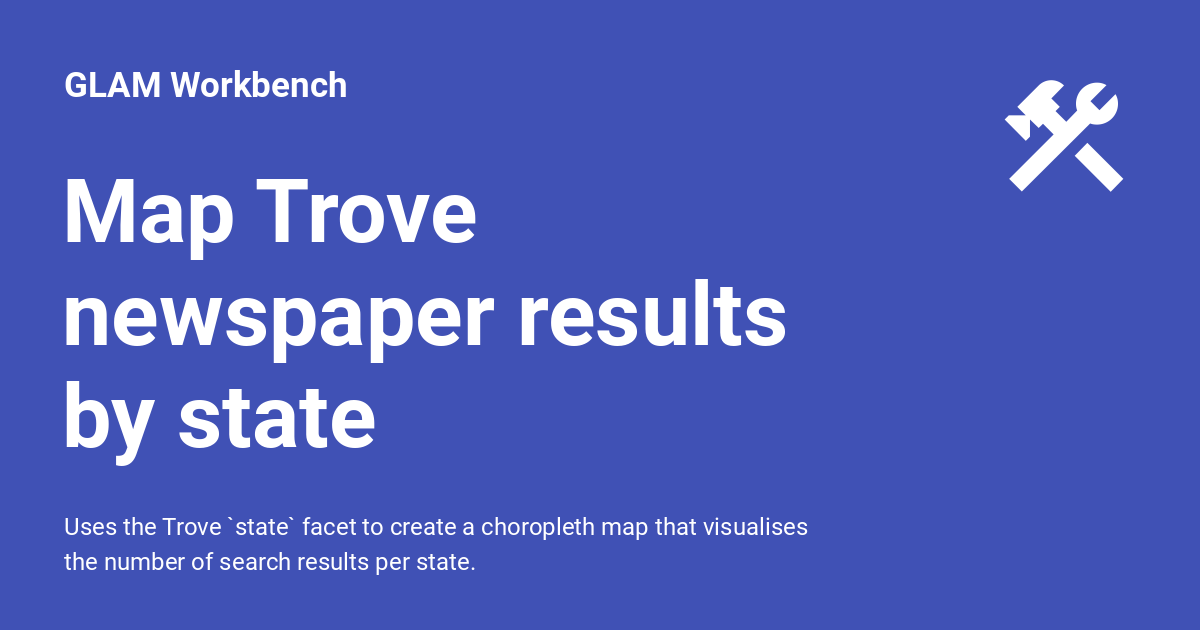 GLAM Workbench
Map Trove
newspaper results
by state
Uses the Trove `state` facet to create a choropleth map that visualises
the number of search results per state.